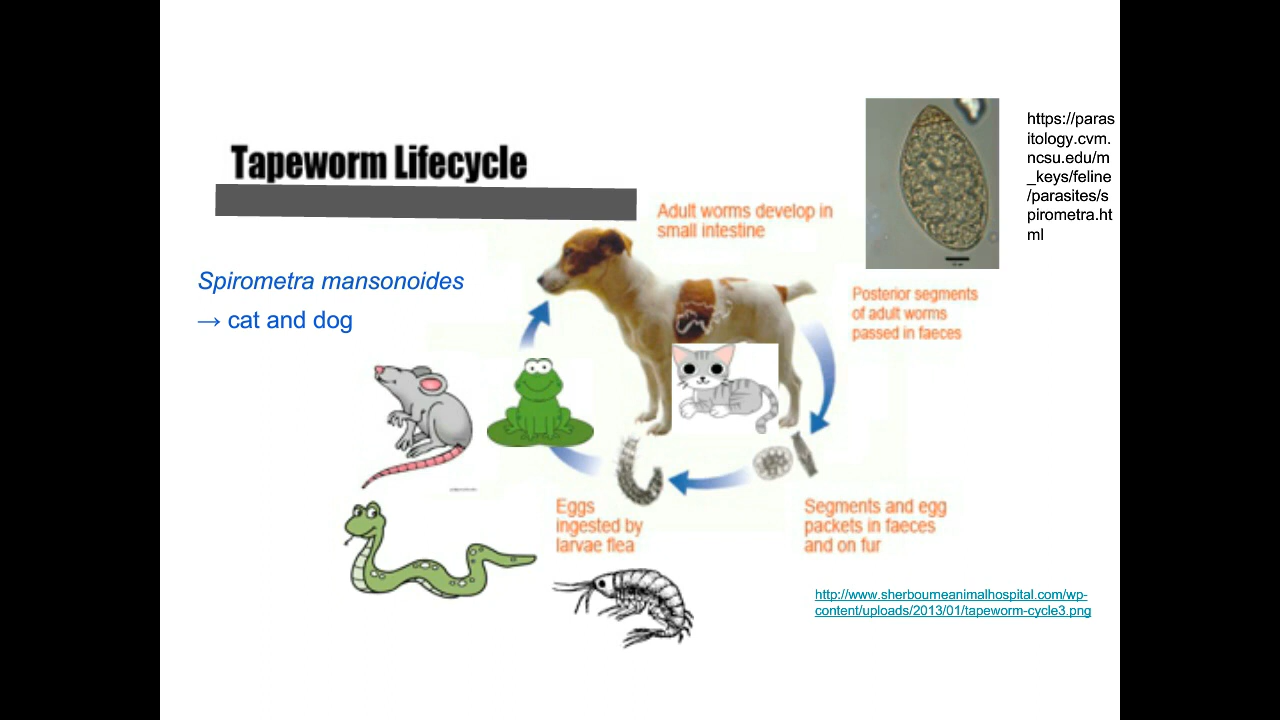 Tapeworm Lifecycle
Spirometra mansonoides
→ cat and dog
Adult worms develop in
small intestine
https://paras
itology.cvm.
ncsu.edu/m
_keys/feline
/parasites/s
pirometra.ht
ml
Posterior segments
of adult worms
passed in faeces
Segments and egg
packets in faeces
and on fur
Eggs
ingested by
larvae flea
http://www.sherbourneanimalhospital.com/wp-
content/uploads/2013/01/tapeworm-cycle3.png